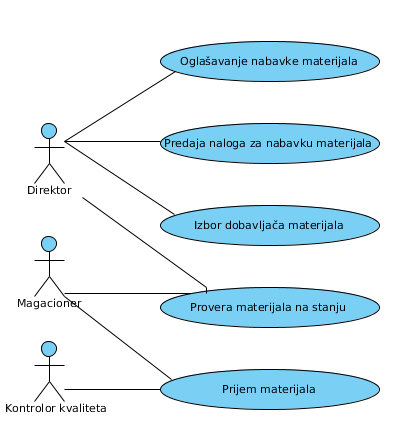 Oglašavanje nabavke materijala
Predaja naloga za nabavku materijala
Direktor
Izbor dobavljača materijala
Magacioner
Provera materijala na stanju
Prijem materijala
Kontrolor kvaliteta